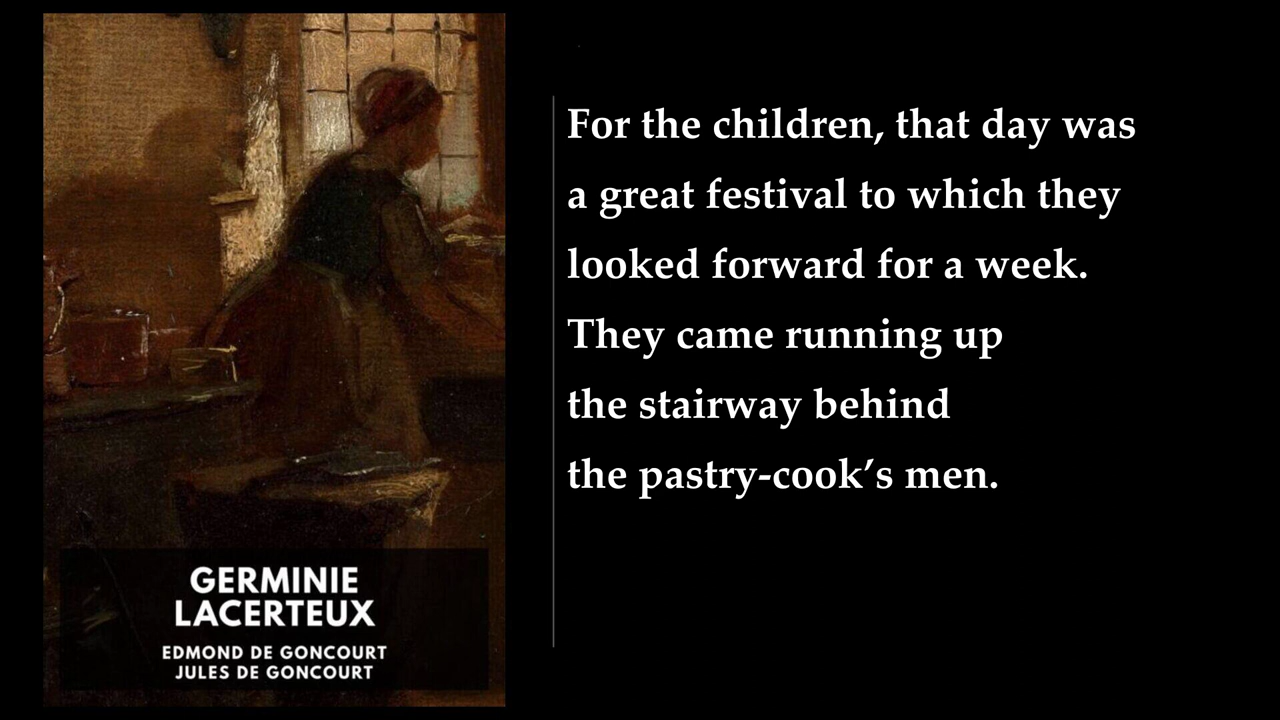 For the children, that day was
a great festival to which they
looked forward for a week.
They came running up
the stairway behind
the pastry-cook’s men.
GERMINIE
LACERTEUX
EDMOND DE GONCOURT
JULES DE GONCOURT